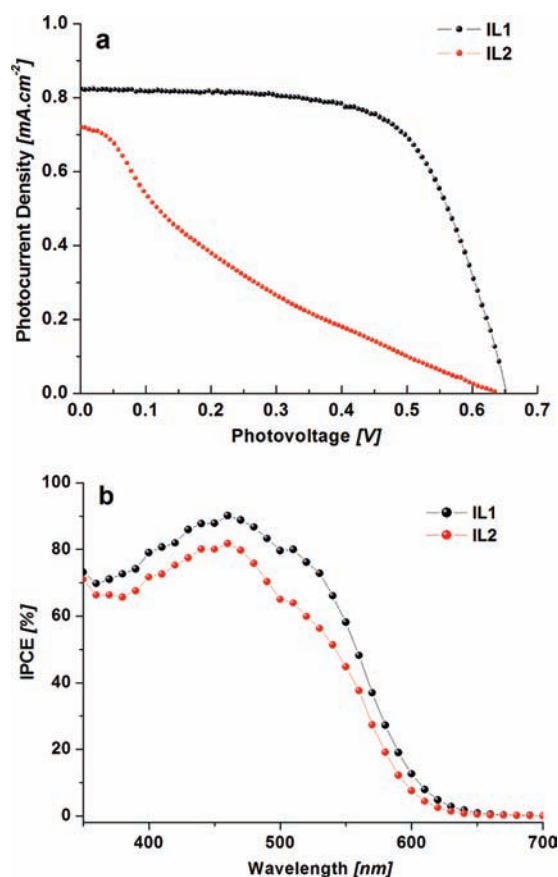 a
IL1
IL2
Photocurrent Density [mA.cm-2]
1.0
0.8
0.6
0.4
0.2
0.0
0.0 0.1 0.2 0.3 0.4 0.5 0.6 0.7
Photovoltage [V]
b
IL1
IL2
IPCE [%]
100
80
60
40
20
0
400 500 600 700
Wavelength [nm]